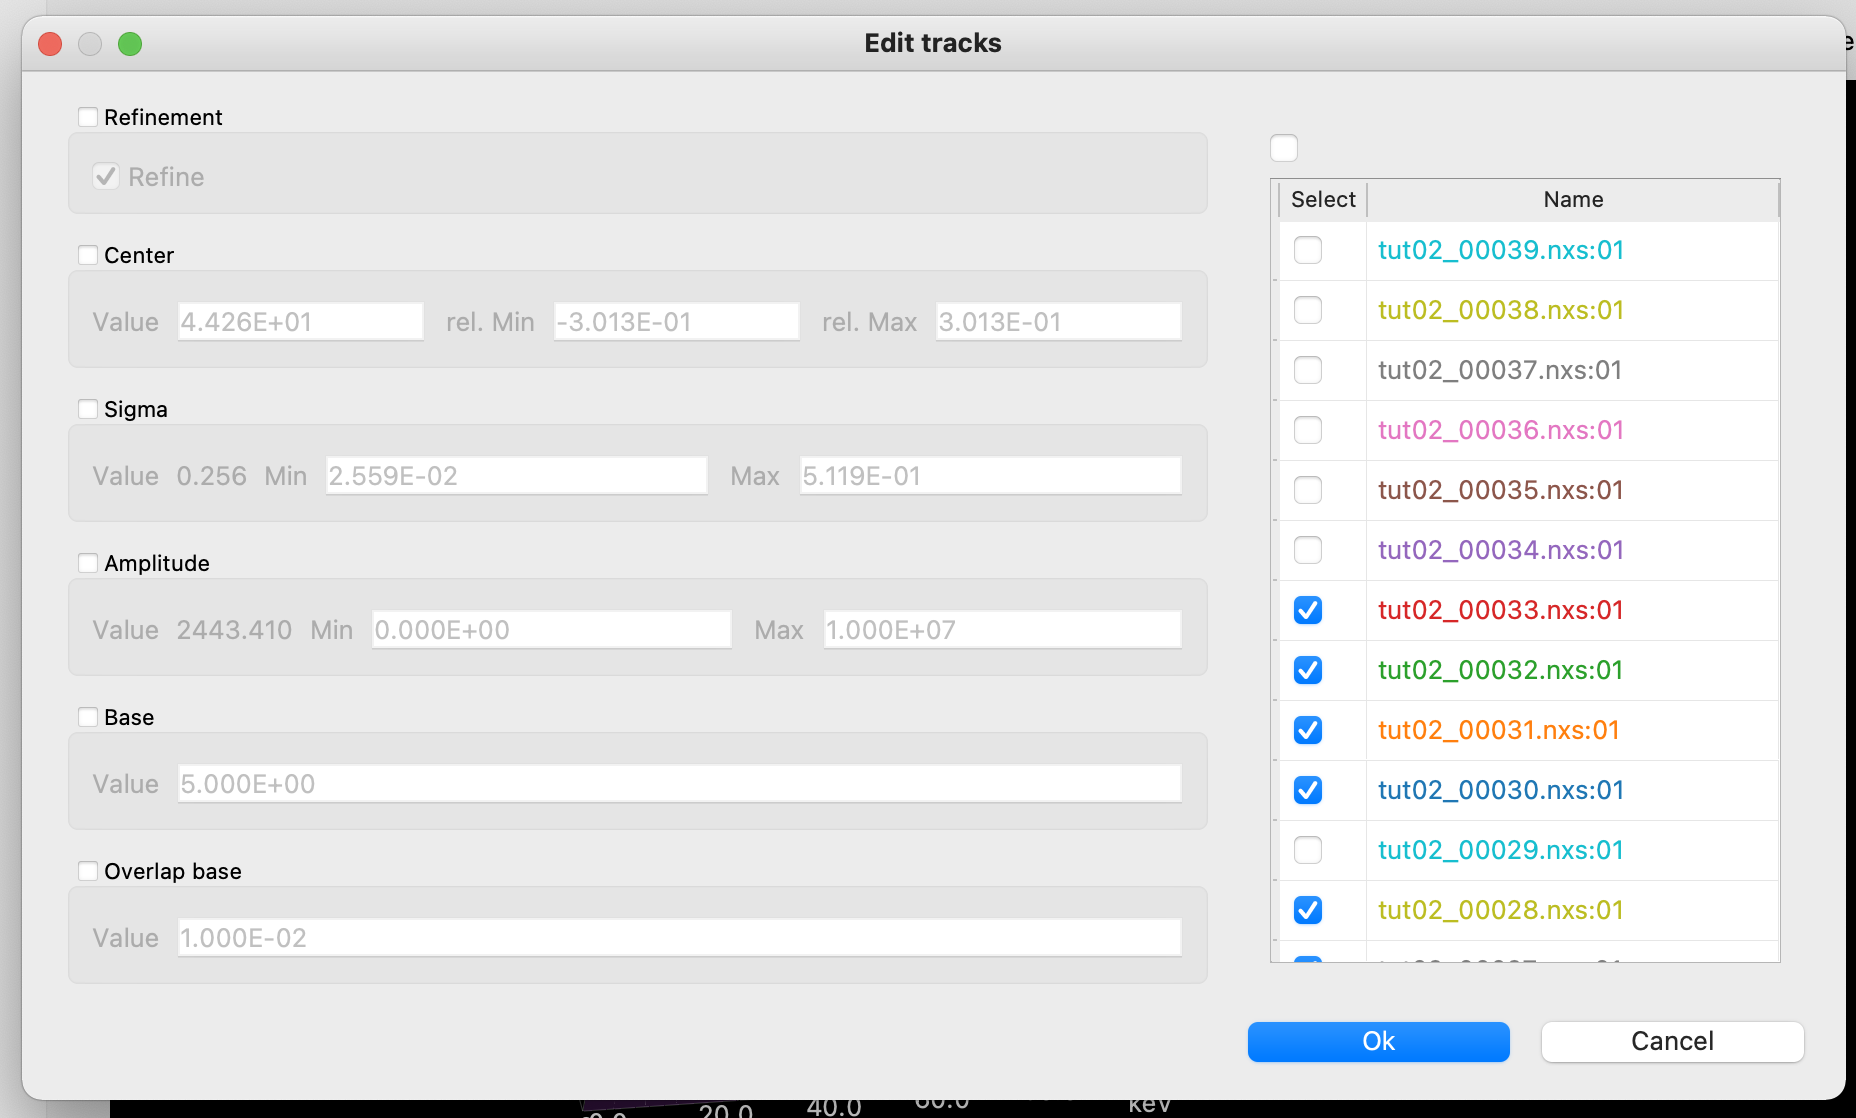 Edit tracks
Refinement
Refine
Center
Value 4.426E+01 rel. Min -3.013E-01 rel. Max 3.013E-01
Sigma
Value 0.256 Min 2.559E-02 Max 5.119E-01
Amplitude
Value 2443.410 Min 0.000E+00 Max 1.000E+07
Base
Value 5.000E+00
Overlap base
Value 1.000E-02
Select Name
tut02_00039.nxs:01
tut02_00038.nxs:01
tut02_00037.nxs:01
tut02_00036.nxs:01
tut02_00035.nxs:01
tut02_00034.nxs:01
tut02_00033.nxs:01
tut02_00032.nxs:01
tut02_00031.nxs:01
tut02_00030.nxs:01
tut02_00029.nxs:01
tut02_00028.nxs:01
Ok Cancel
20.0 40.0 60.0 keV